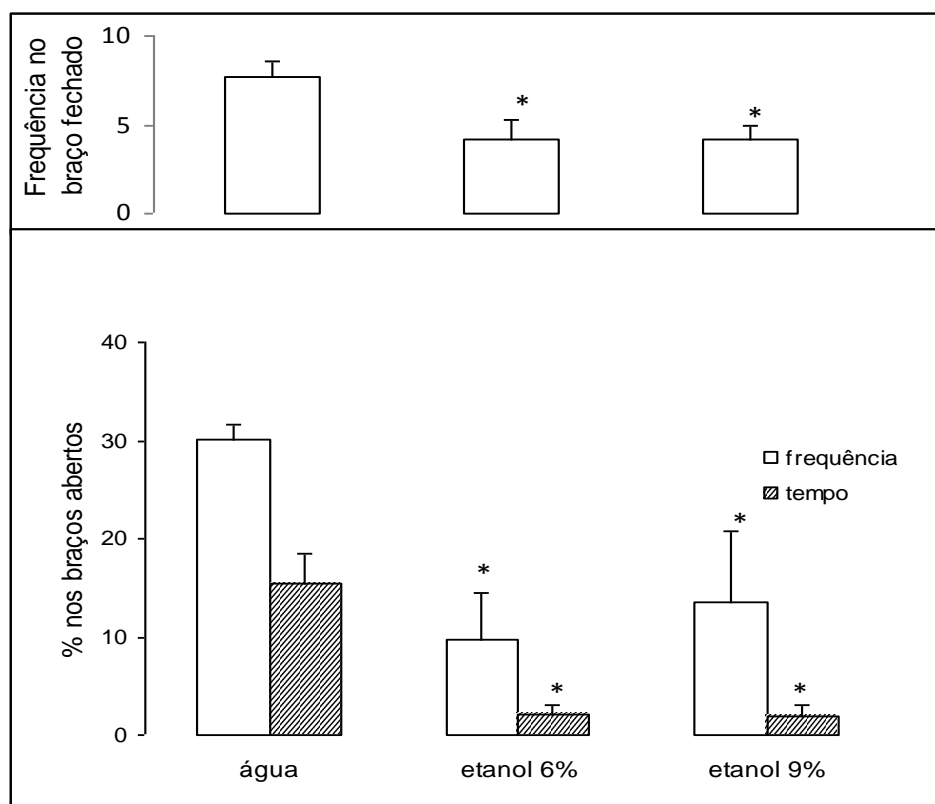 Frequência no
braço fechado
10
5
0
*
*
% nos braços abertos
40
30
20
10
0
frequência
tempo
*
*
*
*
água etanol 6% etanol 9%